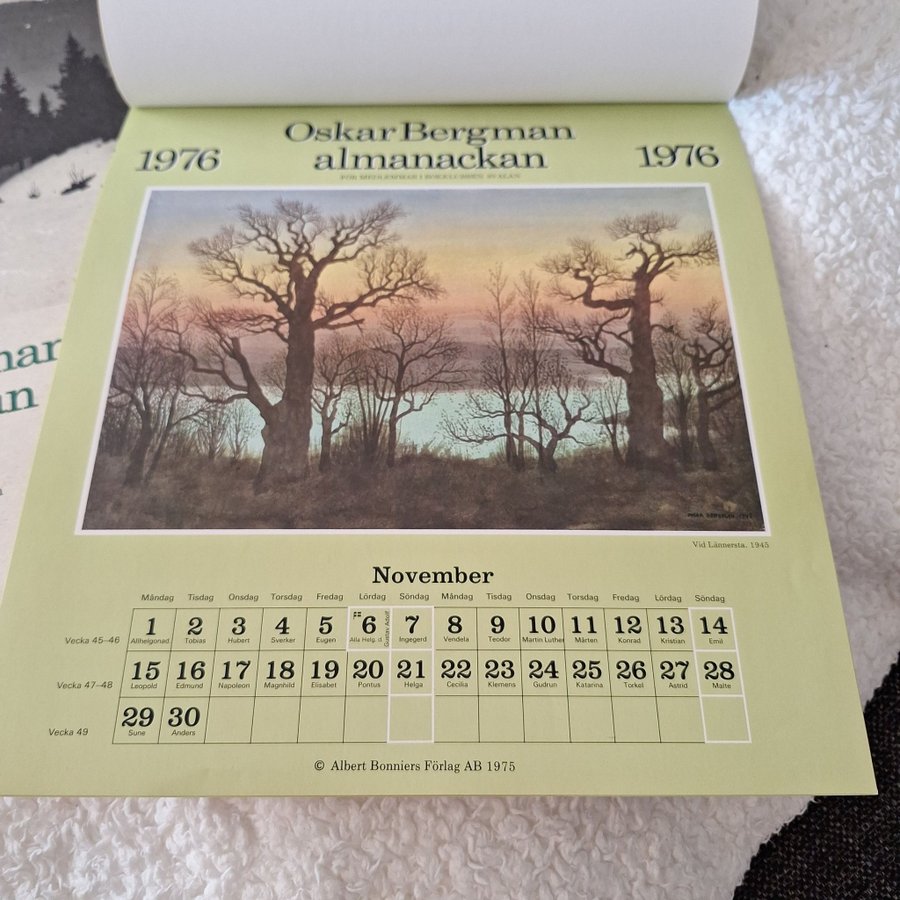 Oskar Bergman
1976 almanackan 1976
FÖR MEDLEMMAR I BOKKLUBBEN SVALAN
Vid Lännersta. 1945
November
Måndag Tisdag Onsdag Torsdag Fredag Lördag Söndag Måndag Tisdag Onsdag Torsdag Fredag Lördag Söndag
Vecka 45-46 1 2 3 4 5 6 7 8 9 10 11 12 13 14
Allhelgonad. Tobias Hubert Sverker Eugen Alla Helg. d. Gustav Adolf Ingegerd Vendela Teodor Martin Luther Mårten Konrad Kristian Emil
Vecka 47-48 15 16 17 18 19 20 21 22 23 24 25 26 27 28
Leopold Edmund Napoleon Magnhild Elisabet Pontus Helga Cecilia Klemens Gudrun Katarina Torkel Astrid Malte
Vecka 49 29 30
Sune Anders
© Albert Bonniers Förlag AB 1975